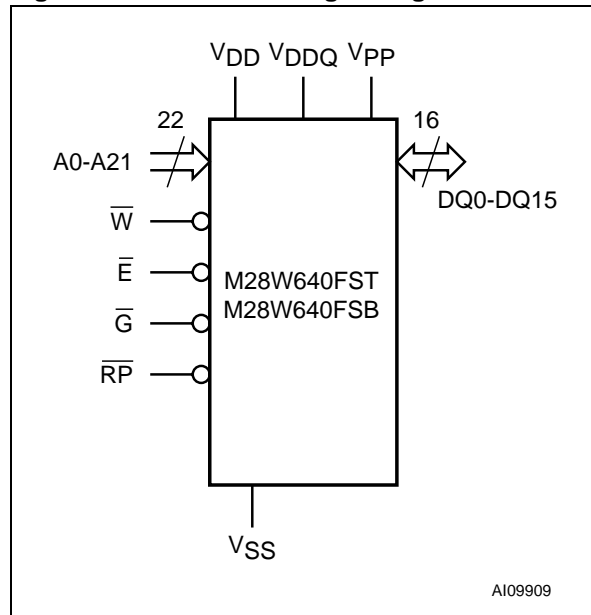 VDD VDDQ VPP
22
16
A0-A21
DQ0-DQ15
W
E
M28W640FST
M28W640FSB
G
RP
VSS
AI09909